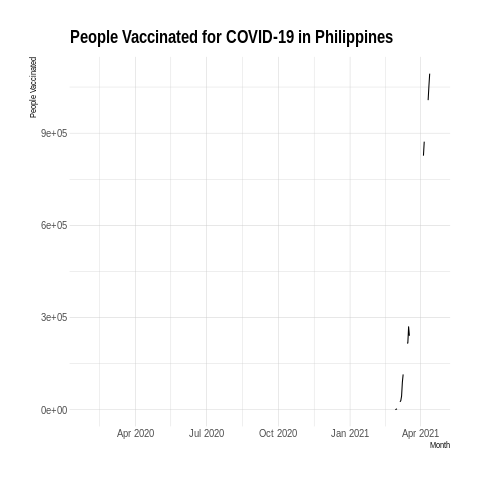 People Vaccinated for COVID-19 in Philippines
People Vaccinated
9e+05
6e+05
3e+05
0e+00
Apr 2020 Jul 2020 Oct 2020 Jan 2021 Apr 2021
Month